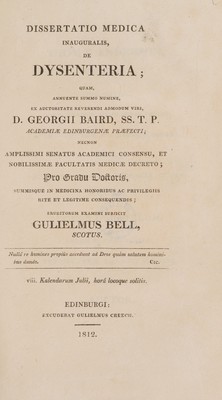 DISSERTATIO MEDICA
INAUGURALIS,
DE
DYSENTERIA;
QUAM,
ANNUENTE SUMMO NUMINE,
EX AUCTORITATE REVERENDI ADMODUM VIRI,
D. GEORGII BAIRD, SS. T. P.
ACADEMIÆ EDINBURGENÆ PRÆFECTI;
NECNON
AMPLISSIMI SENATUS ACADEMICI CONSENSU, ET
NOBILISSIMÆ FACULTATIS MEDICÆ DECRETO;
Pro Gradu Doctoris,
SUMMISQUE IN MEDICINA HONORIBUS AC PRIVILEGIIS
RITE ET LEGITIME CONSEQUENDIS;
ERUDITORUM EXAMINI SUBJICIT
GULIELMUS BELL,
SCOTUS.
Nullâ re homines propiùs accedunt ad Deos quàm salutem homini-
bus dando. CIC.
viii. Kalendarum Julii, horâ locoque solitis.
EDINBURGI:
EXCUDEBAT GULIELMUS CREECH.
1812.